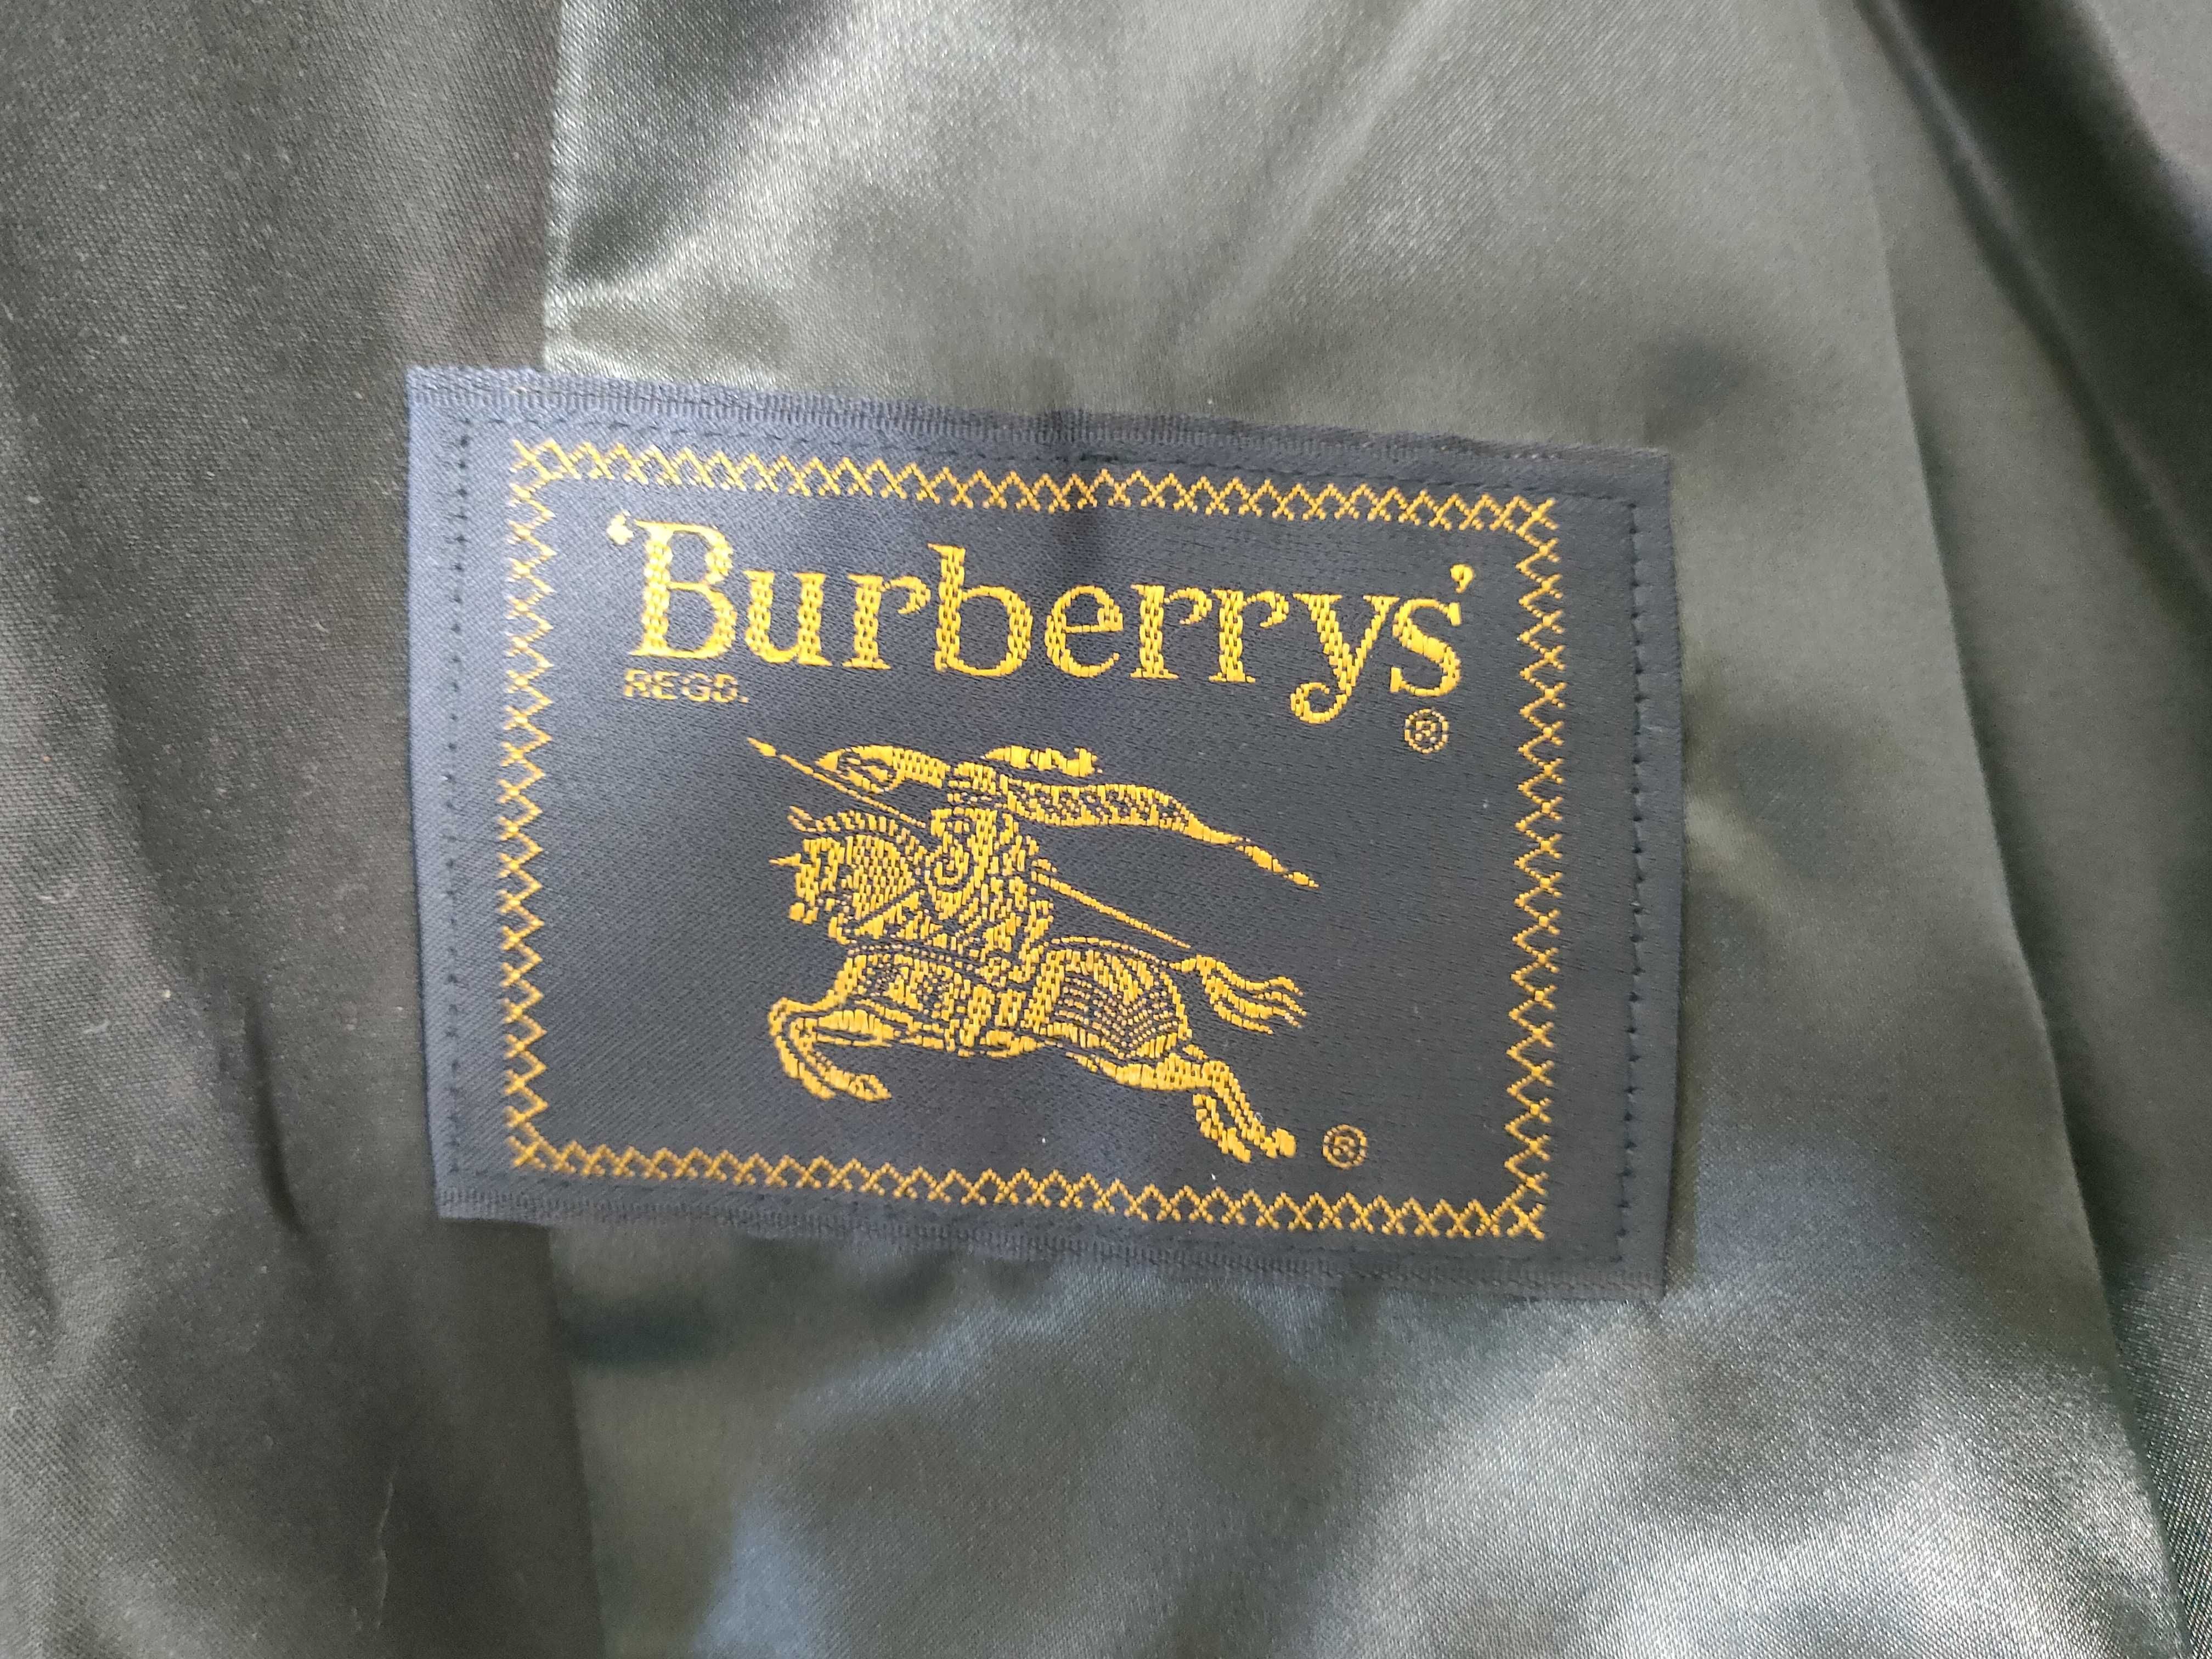 ‘Burberrys’
REGD. ®
®